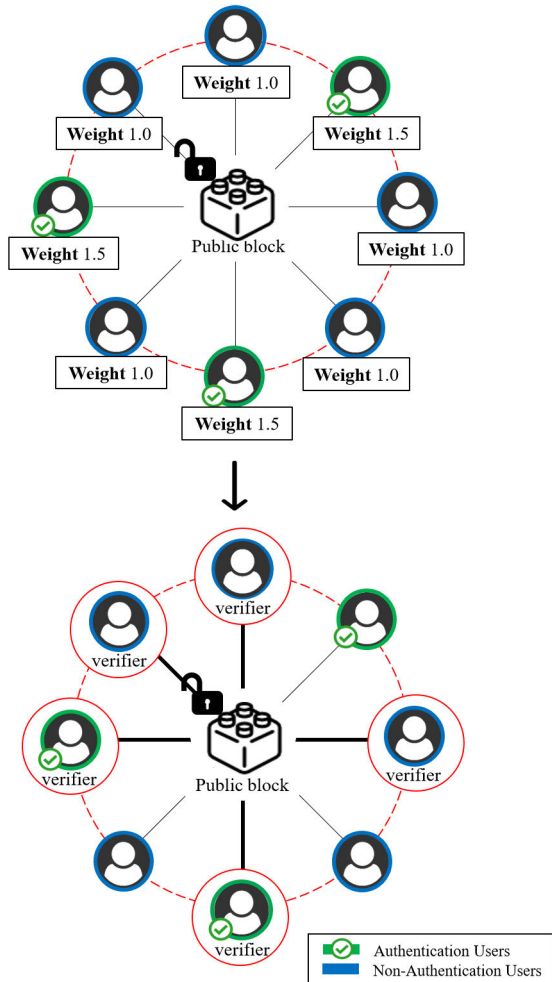 Weight 1.0
Weight 1.0
Weight 1.5
Weight 1.5
Public block
Weight 1.0
Weight 1.0
Weight 1.0
Weight 1.5
verifier
verifier
verifier
verifier
Public block
verifier
Authentication Users
Non-Authentication Users